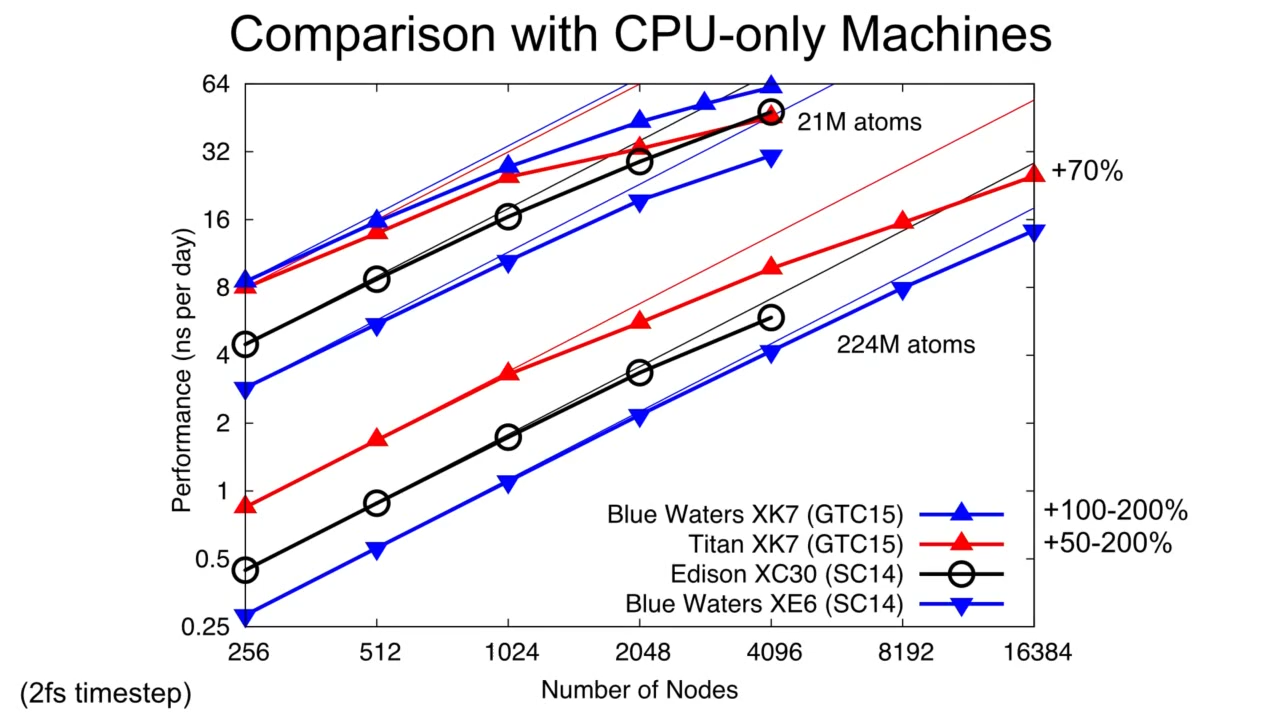 Comparison with CPU-only Machines
64
32
16
8
4
2
1
0.5
0.25
Performance (ns per day)
21M atoms
+70%
224M atoms
Blue Waters XK7 (GTC15)
+100-200%
Titan XK7 (GTC15)
+50-200%
Edison XC30 (SC14)
Blue Waters XE6 (SC14)
256 512 1024 2048 4096 8192 16384
Number of Nodes
(2fs timestep)